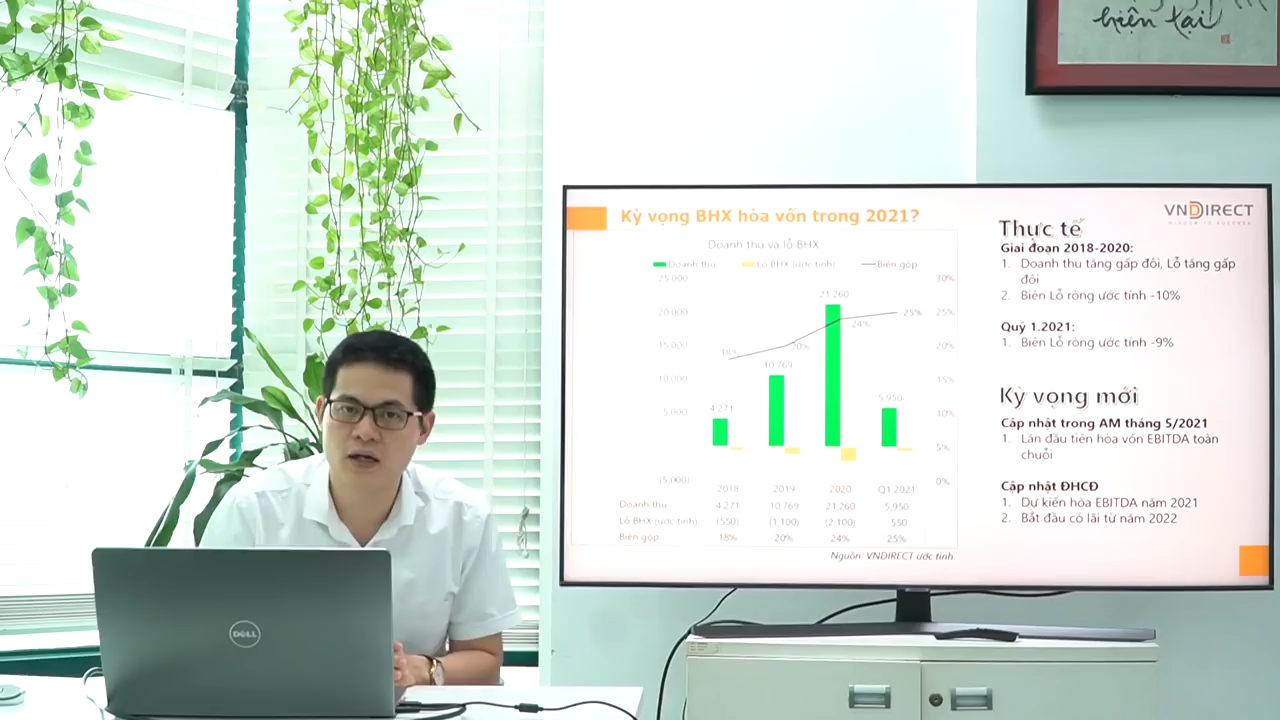 hiện tại
Kỳ vọng BHX hòa vốn trong 2021?
VNDIRECT
Doanh thu và lỗ BHX
Doanh thu
Lỗ BHX (ước tính)
Biên gộp
25.000
20.000
15.000
10.000
5.000
(5.000)
30%
25%
20%
15%
10%
5%
0%
4.271
10.769
21.260
5.950
18%
20%
24%
25%
2018 2019 2020 Q1.2021
Doanh thu 4.271 10.769 21.260 5.950
Lỗ BHX (ước tính) (550) (1.100) (2.100) 550
Biên gộp 18% 20% 24% 25%
Nguồn: VNDIRECT ước tính
Thực tế
Giai đoạn 2018-2020:
1. Doanh thu tăng gấp đôi, Lỗ tăng gấp
đôi
2. Biên Lỗ ròng ước tính -10%
Quý 1.2021:
1. Biên Lỗ ròng ước tính -9%
Kỳ vọng mới
Cập nhật trong AM tháng 5/2021
1. Lần đầu tiên hòa vốn EBITDA toàn
chuỗi
Cập nhật ĐHCĐ
1. Dự kiến hòa EBITDA năm 2021
2. Bắt đầu có lãi từ năm 2022
DELL